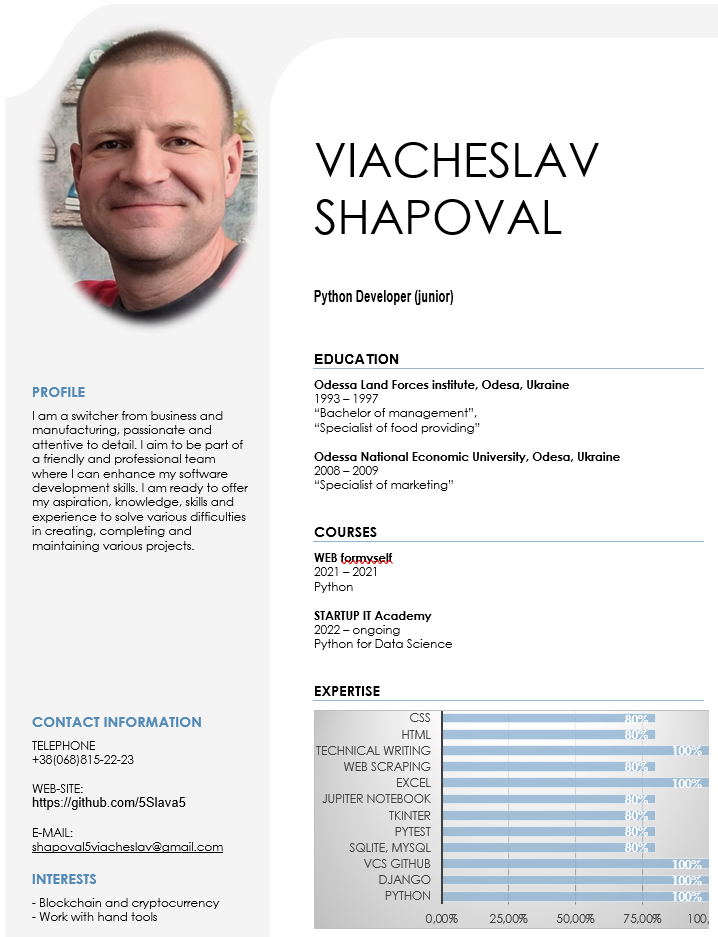 VIACHESLAV
SHAPOVAL
Python Developer (junior)
PROFILE
I am a switcher from business and
manufacturing, passionate and
attentive to detail. I aim to be part of
a friendly and professional team
where I can enhance my software
development skills. I am ready to offer
my aspiration, knowledge, skills and
experience to solve various difficulties
in creating, completing and
maintaining various projects.
CONTACT INFORMATION
TELEPHONE
+38(068)815-22-23
WEB-SITE:
https://github.com/5Slava5
E-MAIL:
shapoval5viacheslav@gmail.com
INTERESTS
- Blockchain and cryptocurrency
- Work with hand tools
EDUCATION
Odessa Land Forces institute, Odesa, Ukraine
1993 – 1997
“Bachelor of management”,
“Specialist of food providing”
Odessa National Economic University, Odesa, Ukraine
2008 – 2009
“Specialist of marketing”
COURSES
WEB formyself
2021 – 2021
Python
STARTUP IT Academy
2022 – ongoing
Python for Data Science
EXPERTISE
CSS 80%
HTML 80%
TECHNICAL WRITING 100%
WEB SCRAPING 80%
EXCEL 100%
JUPITER NOTEBOOK 80%
TKINTER 80%
PYTEST 80%
SQLITE, MYSQL 80%
VCS GITHUB 100%
DJANGO 100%
PYTHON 100%
0,00% 25,00% 50,00% 75,00% 100,